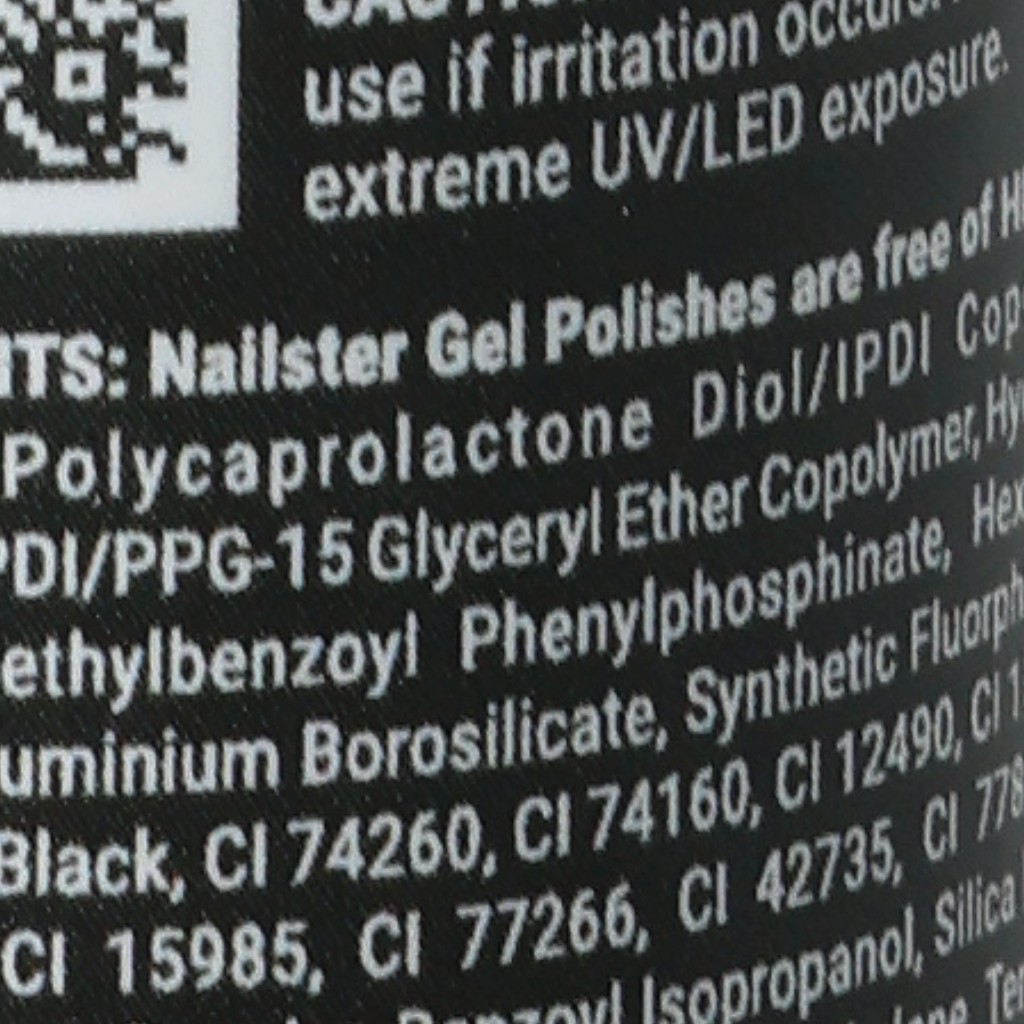 use if irritation occurs.
extreme UV/LED exposure.
Nailster Gel Polishes are free of
Polycaprolactone Diol/IPDI
PDI/PPG-15 Glyceryl Ether Copolymer,
ethylbenzoyl Phenylphosphinate,
uminium Borosilicate, Synthetic
Black, CI 74260, CI 74160, CI 12490, CI
CI 15985, CI 77266, CI 42735, CI
Benzoyl Isopropanol, Silica